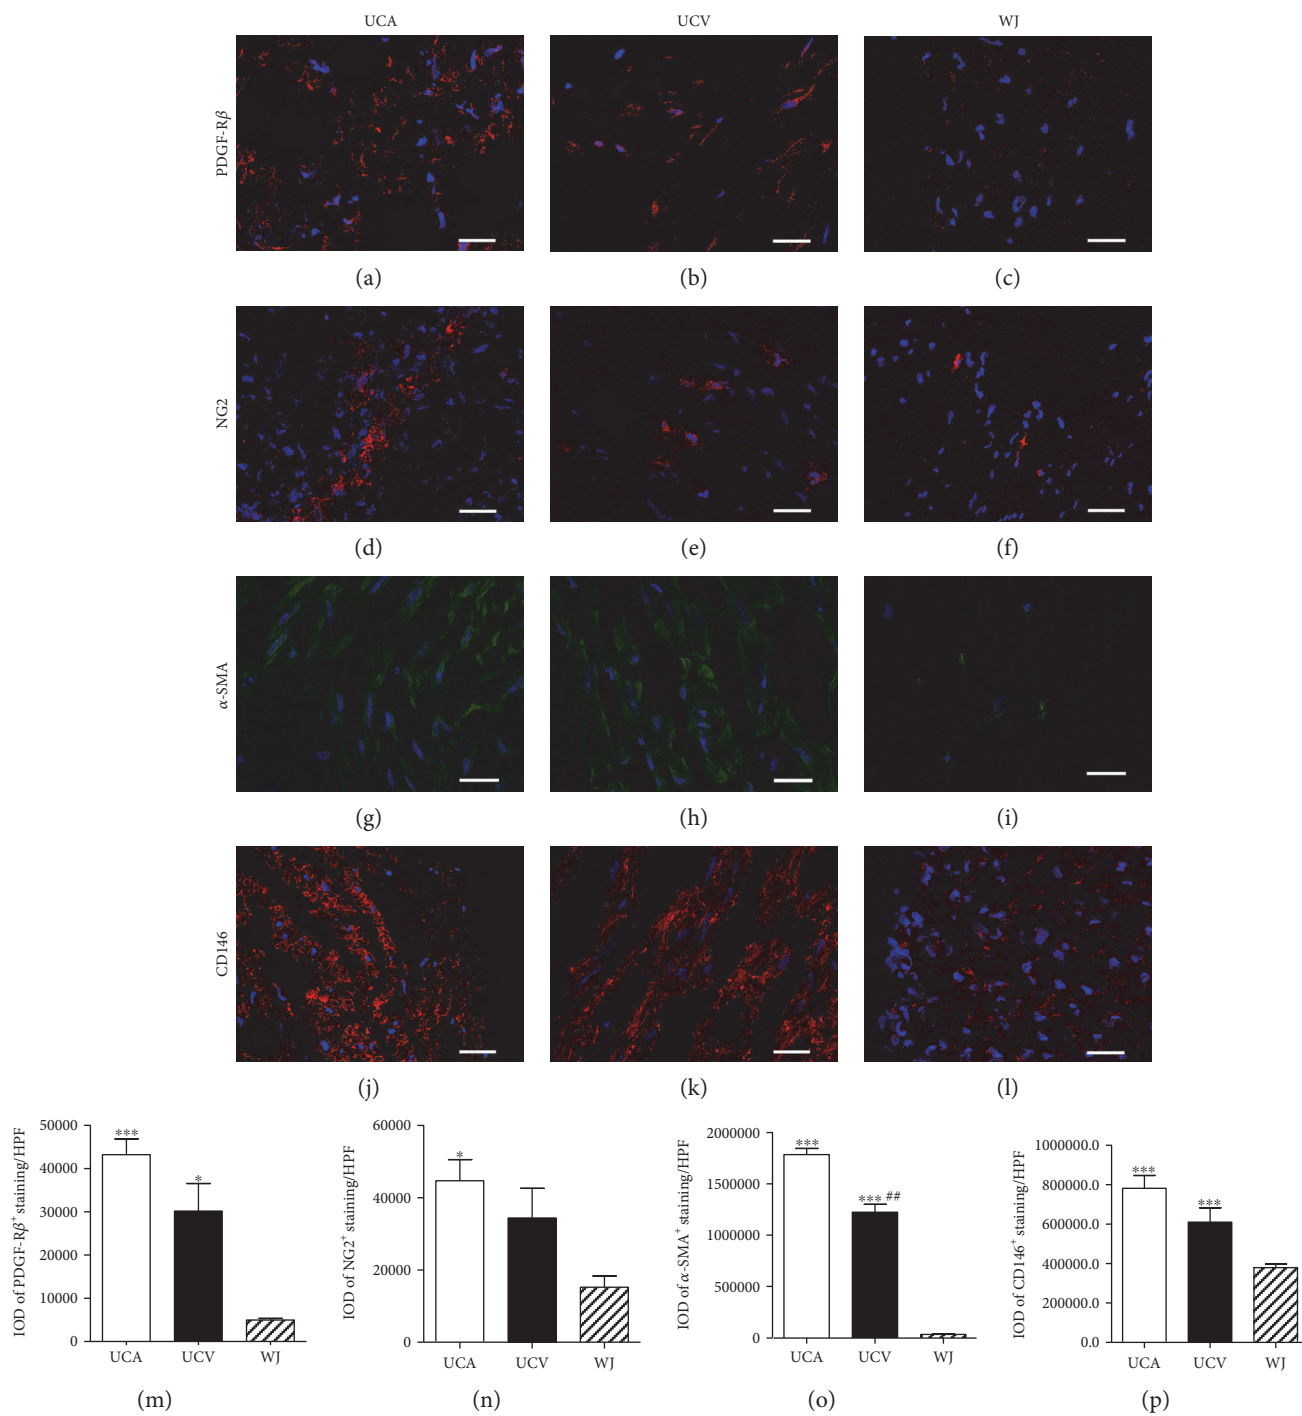 UCA UCV WJ
PDGF-Rβ
(a) (b) (c)
NG2
(d) (e) (f)
α-SMA
(g) (h) (i)
CD146
(j) (k) (l)
IOD of PDGF-Rβ⁺ staining/HPF
50000
40000
30000
20000
10000
0
***
*
UCA UCV WJ
(m)
IOD of NG2⁺ staining/HPF
60000
40000
20000
0
*
UCA UCV WJ
(n)
IOD of α-SMA⁺ staining/HPF
2000000
1500000
1000000
500000
0
***
*** ##
UCA UCV WJ
(o)
IOD of CD146⁺ staining/HPF
1000000.0
800000.0
600000.0
400000.0
200000.0
0.0
***
***
UCA UCV WJ
(p)